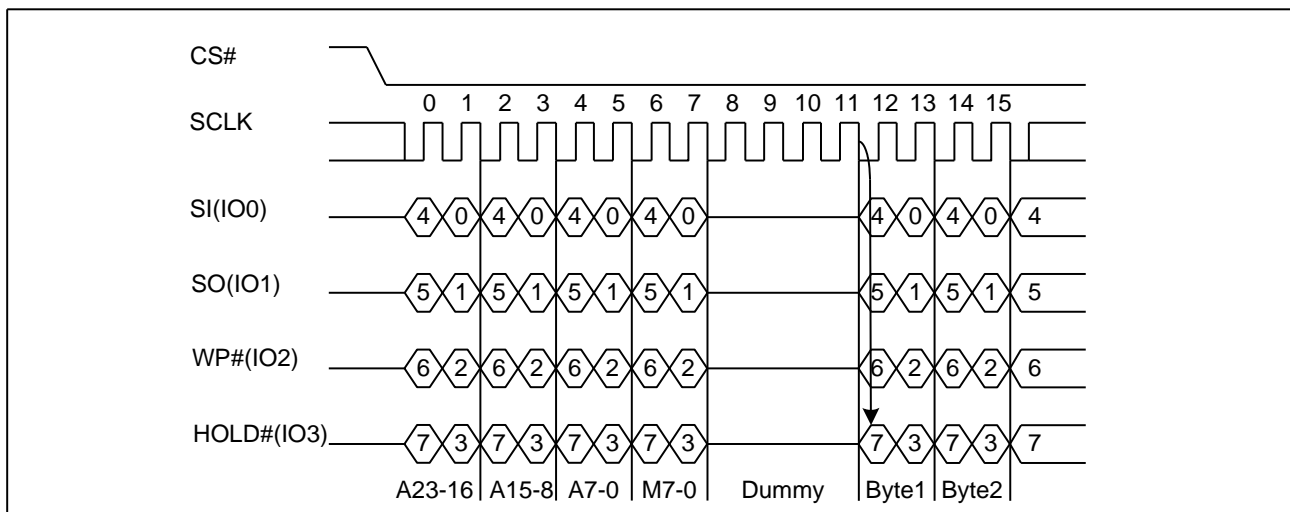 CS#
0 1 2 3 4 5 6 7 8 9 10 11 12 13 14 15
SCLK
SI(IO0) 4 0 4 0 4 0 4 0 4 0 4 0 4
SO(IO1) 5 1 5 1 5 1 5 1 5 1 5 1 5
WP#(IO2) 6 2 6 2 6 2 6 2 6 2 6 2 6
HOLD#(IO3) 7 3 7 3 7 3 7 3 7 3 7 3 7
A23-16 A15-8 A7-0 M7-0 Dummy Byte1 Byte2